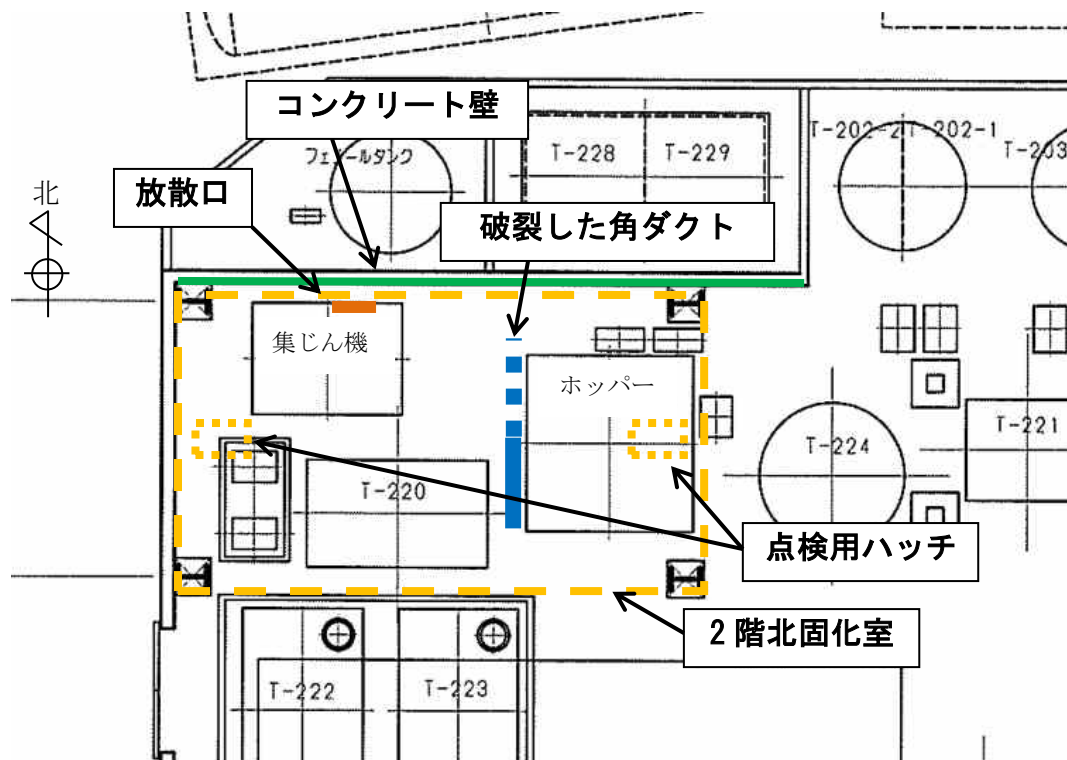 コンクリート壁
フェノールタンク
T-228
T-229
T-202-2
T-202-1
T-203
放散口
北
破裂した角ダクト
集じん機
ホッパー
T-224
T-221
T-220
点検用ハッチ
2階北固化室
T-222
T-223